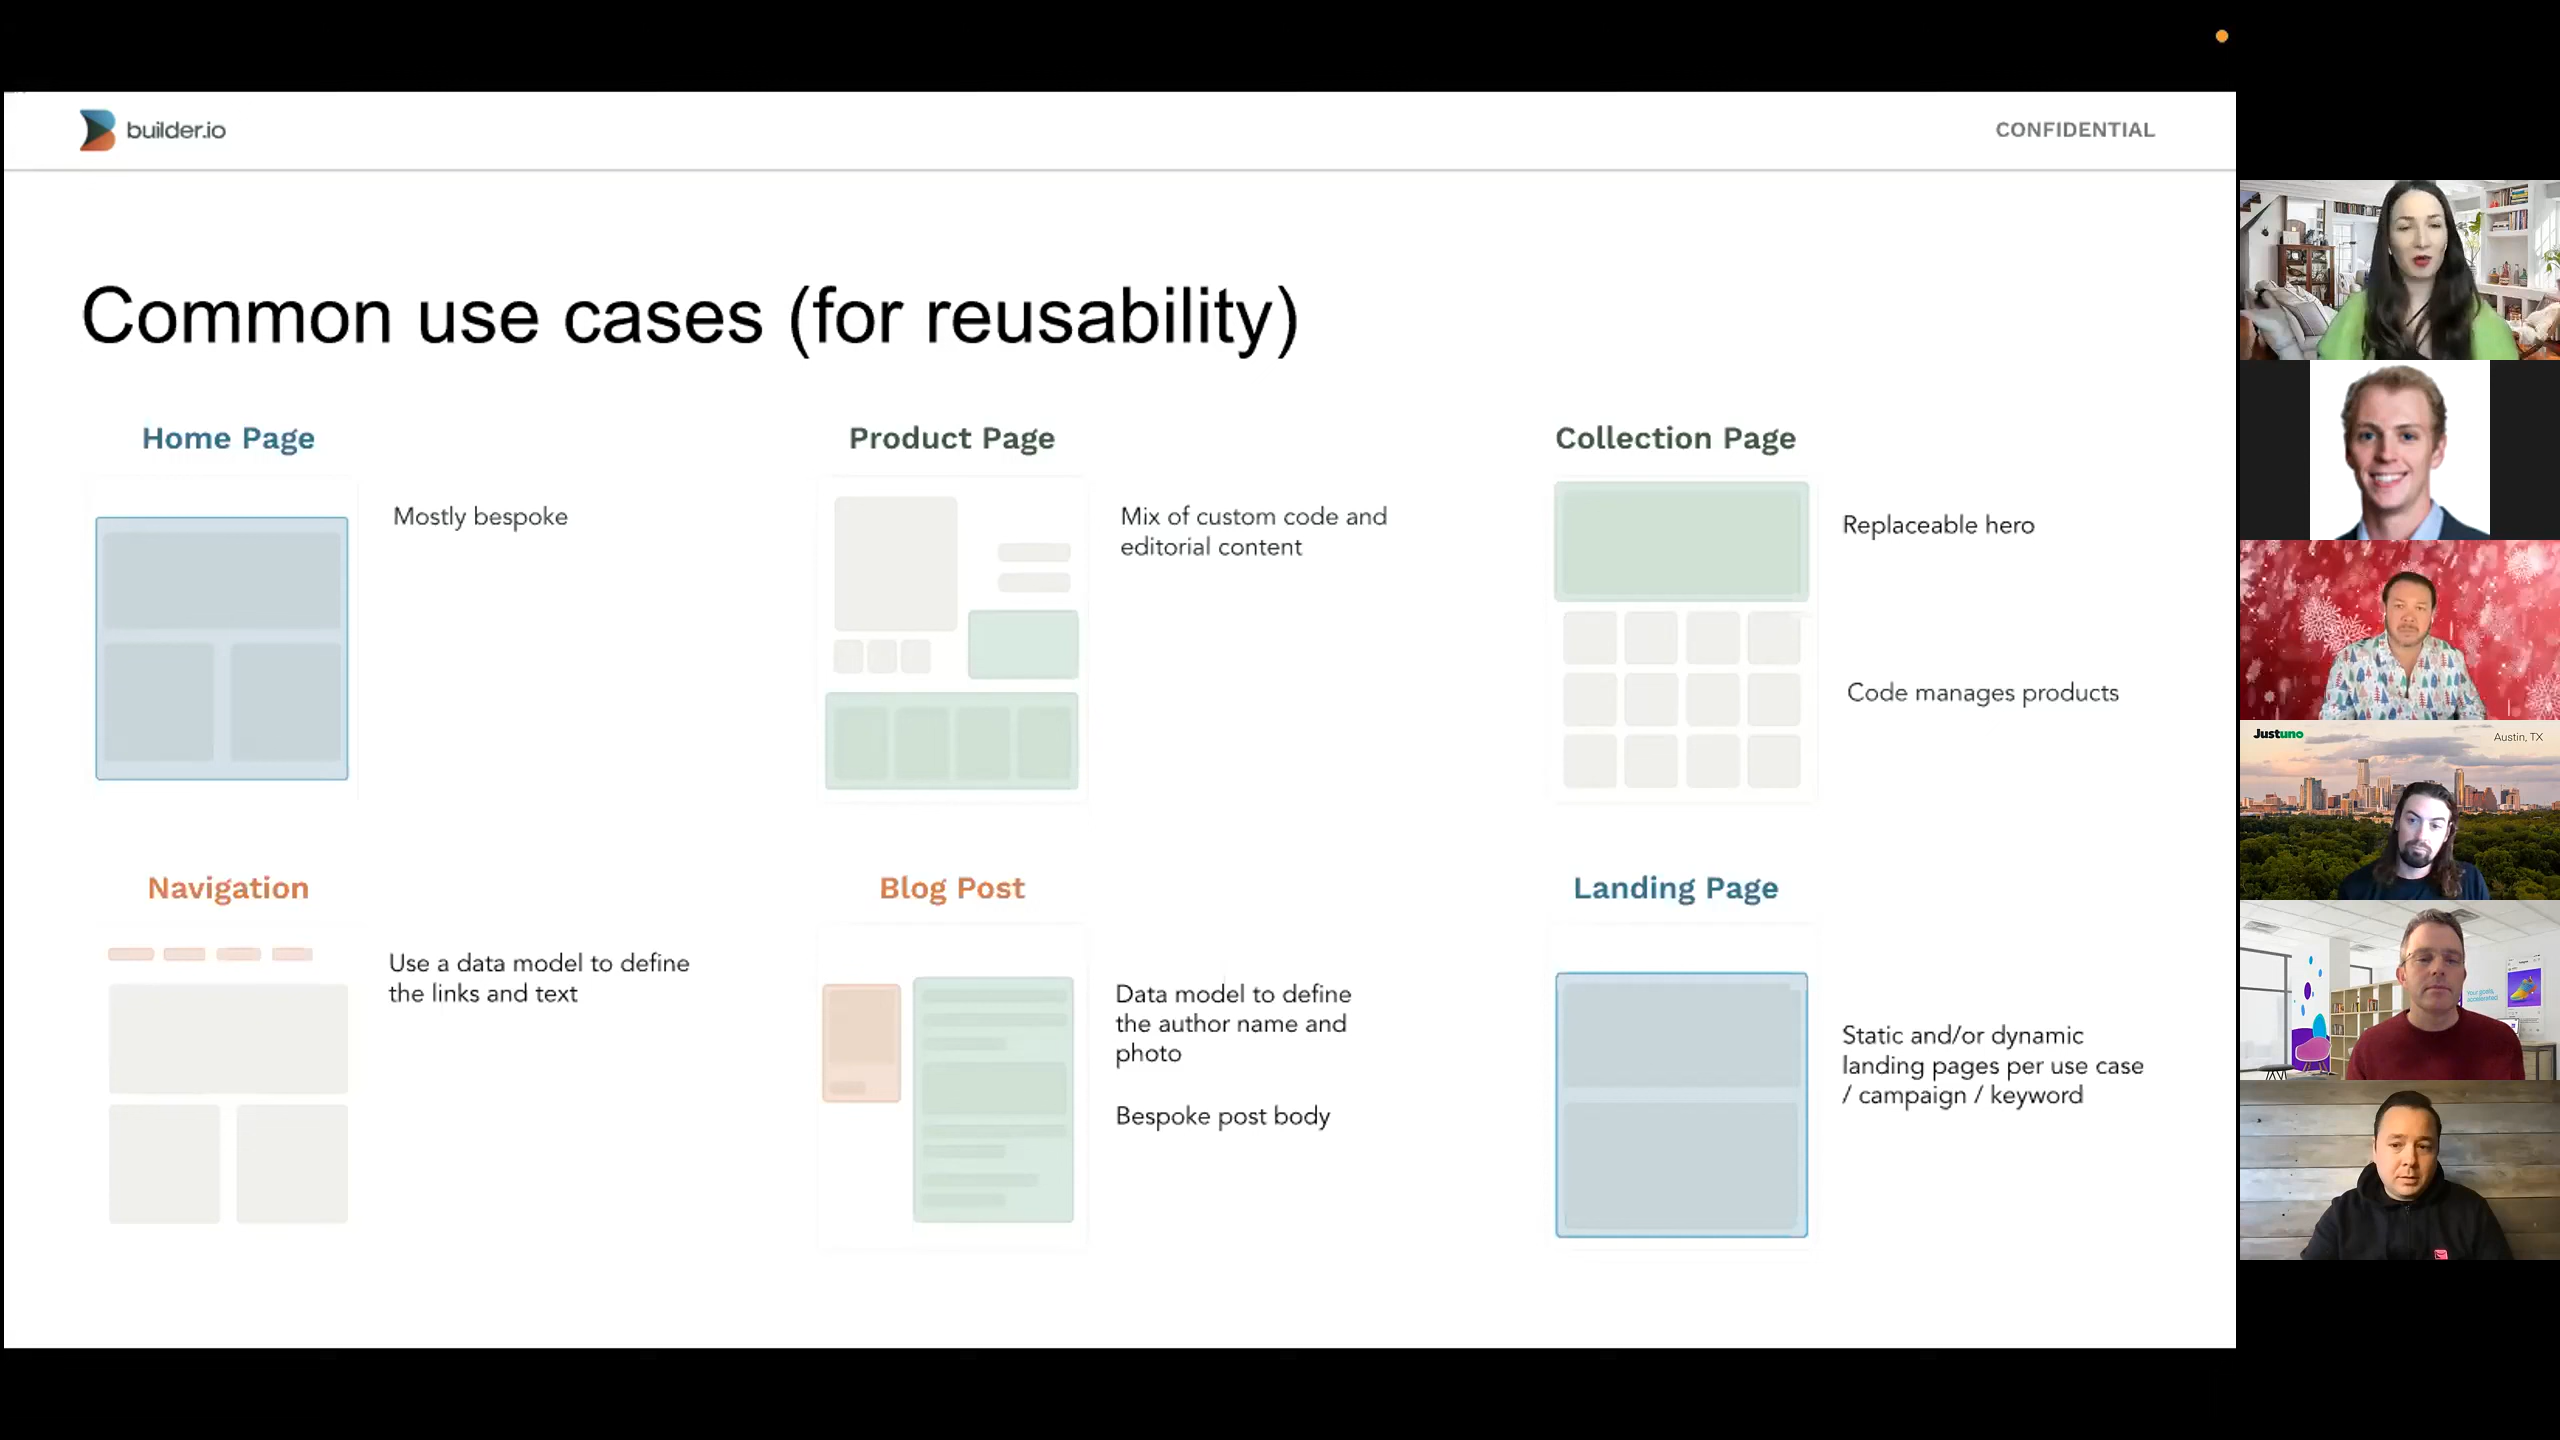 builder.io
CONFIDENTIAL
Common use cases (for reusability)
Home Page
Mostly bespoke
Product Page
Mix of custom code and
editorial content
Collection Page
Replaceable hero
Code manages products
Navigation
Use a data model to define
the links and text
Blog Post
Data model to define
the author name and
photo
Bespoke post body
Landing Page
Static and/or dynamic
landing pages per use case
/ campaign / keyword
Justuno
Austin, TX
Your goals,
accelerated